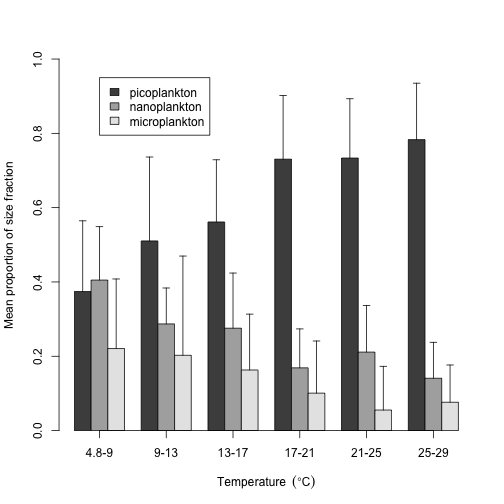 1.0
0.8
0.6
0.4
0.2
0.0
Mean proportion of size fraction
picoplankton
nanoplankton
microplankton
4.8-9 9-13 13-17 17-21 21-25 25-29
Temperature (°C)